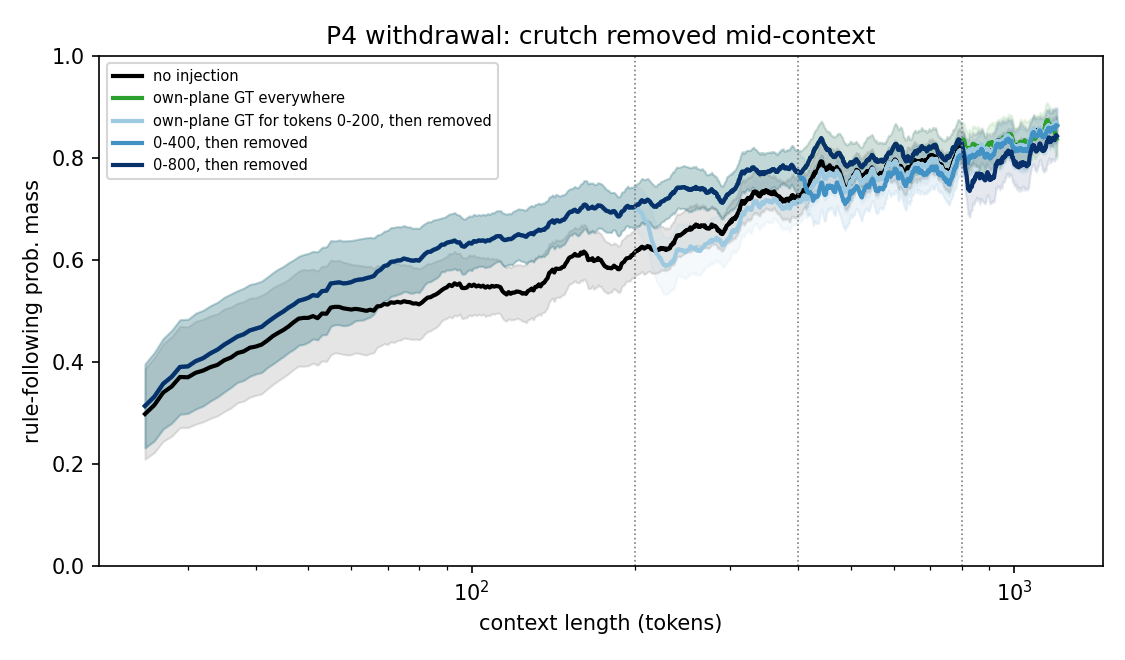 P4 withdrawal: crutch removed mid-context
1.0
0.8
0.6
0.4
0.2
0.0
rule-following prob. mass
no injection
own-plane GT everywhere
own-plane GT for tokens 0-200, then removed
0-400, then removed
0-800, then removed
10²
10³
context length (tokens)